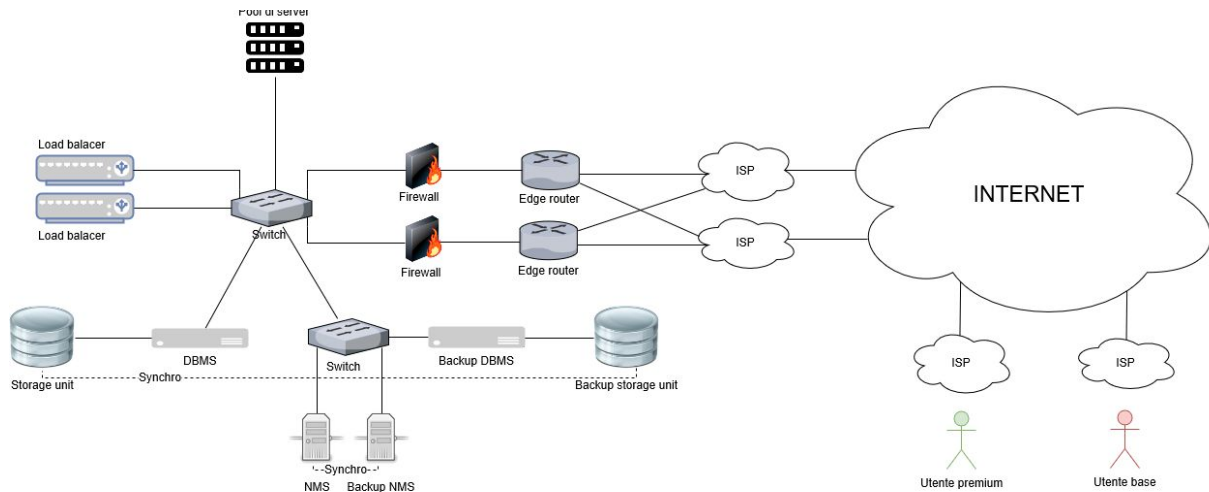 Pool di server
Load balacer
Load balacer
Switch
Firewall
Firewall
Edge router
Edge router
ISP
ISP
INTERNET
Storage unit
DBMS
Synchro
Switch
Backup DBMS
Backup storage unit
NMS
--Synchro--
Backup NMS
ISP
ISP
Utente premium
Utente base